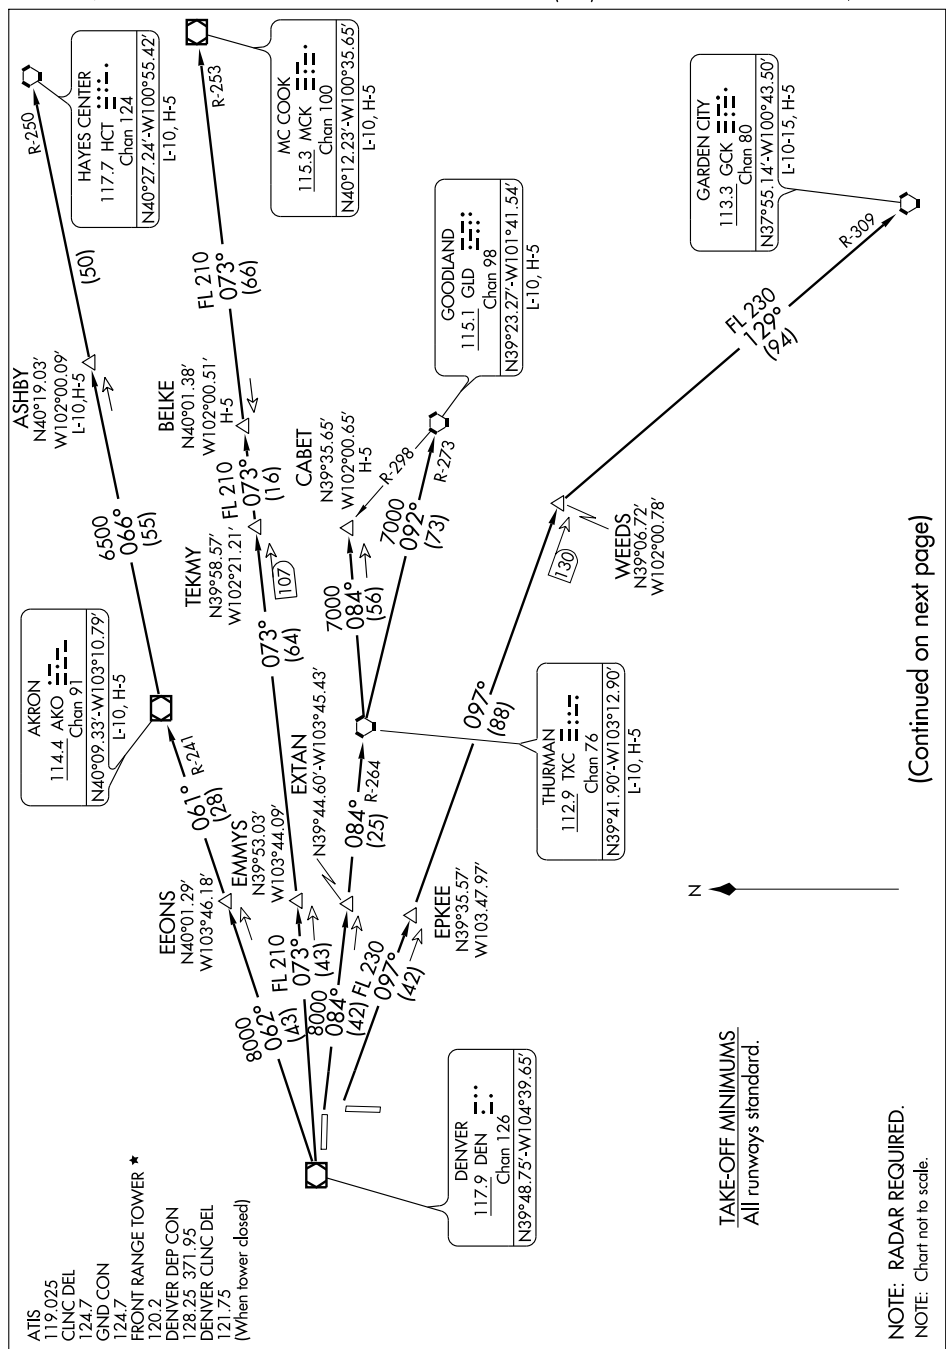 ATIS
119.025
CLNC DEL
124.7
GND CON
124.7
FRONT RANGE TOWER ★
120.2
DENVER DEP CON
128.25 371.95
DENVER CLNC DEL
121.75
(When tower closed)
DENVER
117.9 DEN
Chan 126
N39°48.75'-W104°39.65'
8000
062°
(43)
FL 210
073°
(43)
8000
084°
(42)
FL 230
097°
(42)
EEONS
N40°01.29'
W103°46.18'
EMMYS
N39°53.03'
W103°44.09'
EXTAN
N39°44.60'-W103°45.43'
EPKEE
N39°35.57'
W103.47.97'
061°
(28)
R-241
AKRON
114.4 AKO
Chan 91
N40°09.33'-W103°10.79'
L-10, H-5
6500
066°
(55)
ASHBY
N40°19.03'
W102°00.09'
L-10,H-5
(50)
R-250
HAYES CENTER
117.7 HCT
Chan 124
N40°27.24'-W100°55.42'
L-10, H-5
073°
(64)
107
TEKMY
N39°58.57'
W102°21.21'
FL 210
073°
(16)
BELKE
N40°01.38'
W102°00.51'
H-5
FL 210
073°
(66)
R-253
MC COOK
115.3 MCK
Chan 100
N40°12.23'-W100°35.65'
L-10, H-5
084°
(25)
R-264
THURMAN
112.9 TXC
Chan 76
N39°41.90'-W103°12.90'
L-10, H-5
7000
084°
(56)
CABET
N39°35.65'
W102°00.65'
H-5
R-298
7000
092°
(73)
R-273
GOODLAND
115.1 GLD
Chan 98
N39°23.27'-W101°41.54'
L-10, H-5
097°
(88)
130
WEEDS
N39°06.72'
W102°00.78'
FL 230
129°
(94)
R-309
GARDEN CITY
113.3 GCK
Chan 80
N37°55.14'-W100°43.50'
L-10-15, H-5
N
TAKE-OFF MINIMUMS
All runways standard.
NOTE: RADAR REQUIRED.
NOTE: Chart not to scale.
(Continued on next page)